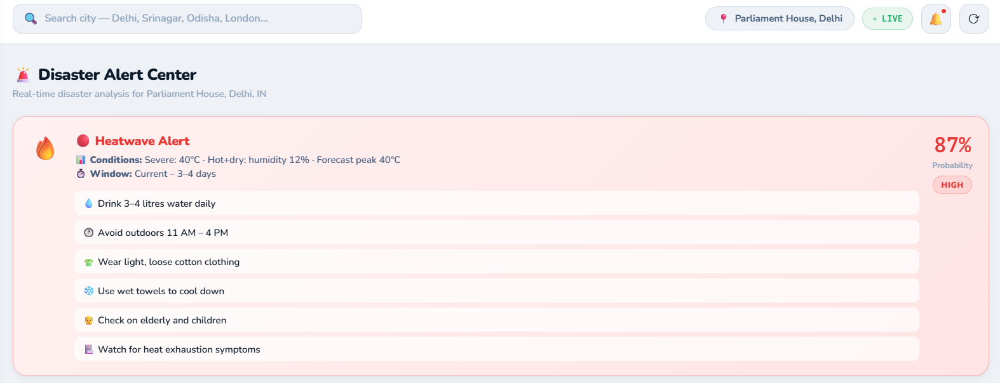 Search city — Delhi, Srinagar, Odisha, London...
Parliament House, Delhi
LIVE
Disaster Alert Center
Real-time disaster analysis for Parliament House, Delhi, IN
Heatwave Alert
Conditions: Severe: 40°C · Hot+dry: humidity 12% · Forecast peak 40°C
Window: Current – 3–4 days
87%
Probability
HIGH
Drink 3–4 litres water daily
Avoid outdoors 11 AM – 4 PM
Wear light, loose cotton clothing
Use wet towels to cool down
Check on elderly and children
Watch for heat exhaustion symptoms